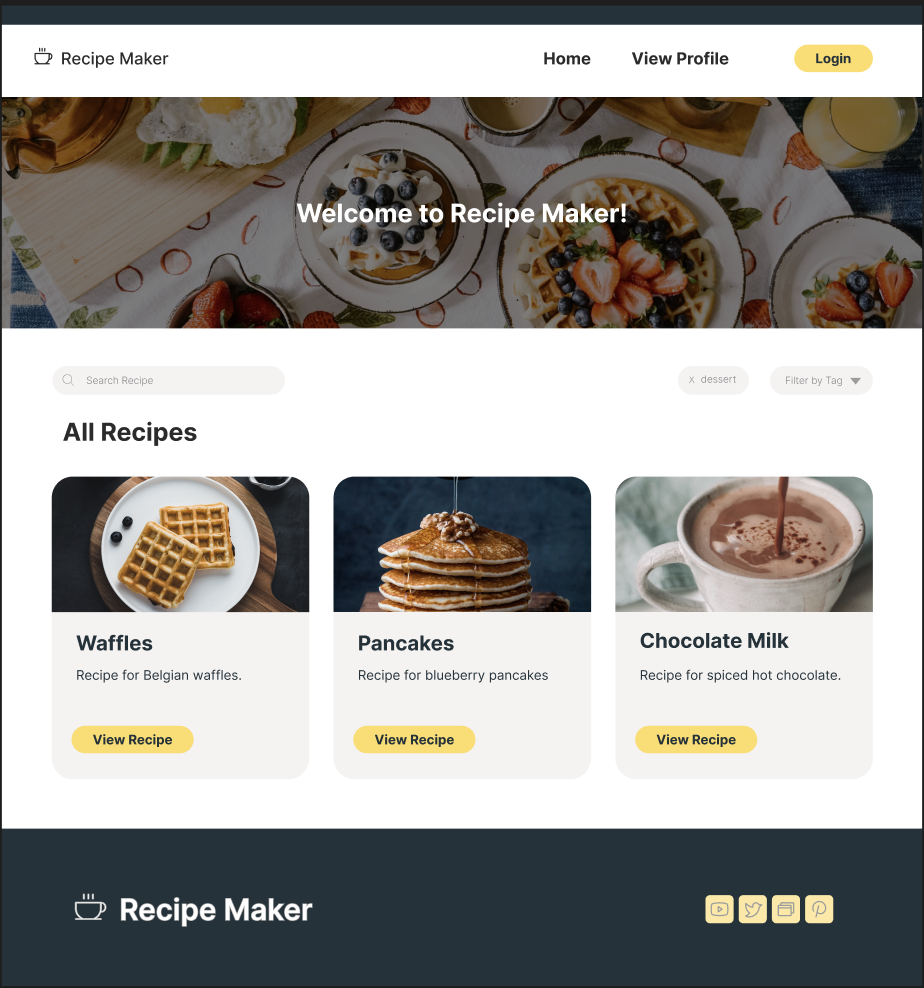 Recipe Maker
Home View Profile Login
Welcome to Recipe Maker!
Search Recipe
x dessert
Filter by Tag
All Recipes
Waffles
Recipe for Belgian waffles.
View Recipe
Pancakes
Recipe for blueberry pancakes
View Recipe
Chocolate Milk
Recipe for spiced hot chocolate.
View Recipe
Recipe Maker